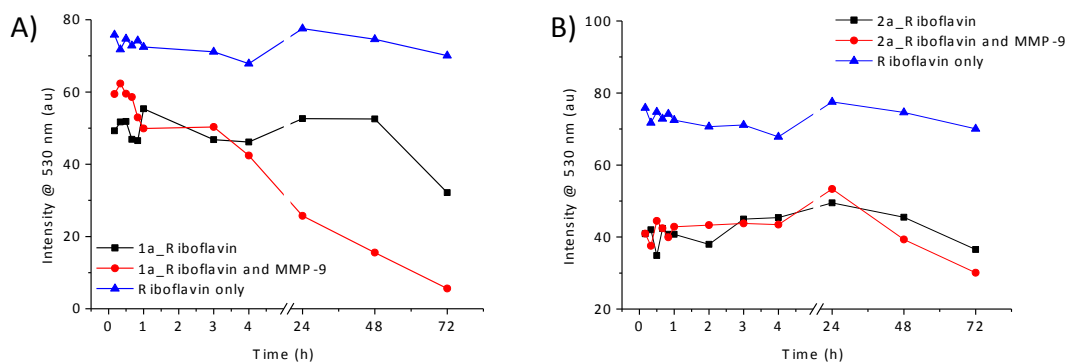 A)
80
60
40
20
0
Intensity @ 530 nm (au)
1a_Riboflavin
1a_Riboflavin and MMP-9
Riboflavin only
0 1 2 3 4 24 48 72
Time (h)
B)
100
80
60
40
20
Intensity @ 530 nm (au)
2a_Riboflavin
2a_Riboflavin and MMP-9
Riboflavin only
0 1 2 3 4 24 48 72
Time (h)